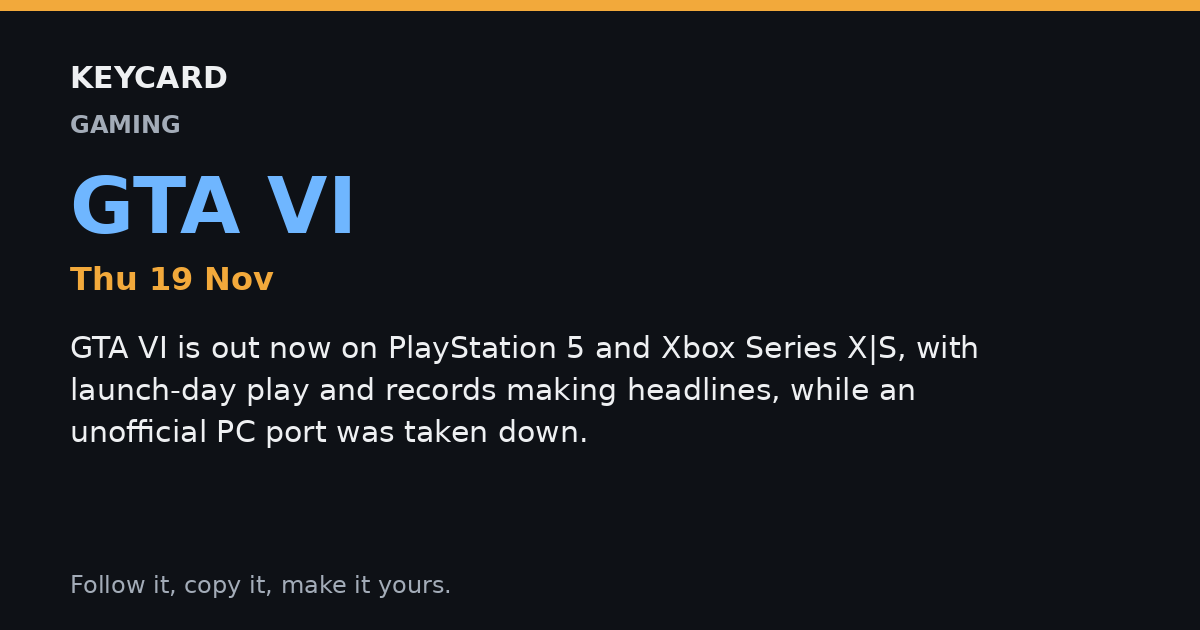 KEYCARD
GAMING
GTA VI
Thu 19 Nov
GTA VI is out now on PlayStation 5 and Xbox Series X|S, with
launch-day play and records making headlines, while an
unofficial PC port was taken down.
Follow it, copy it, make it yours.